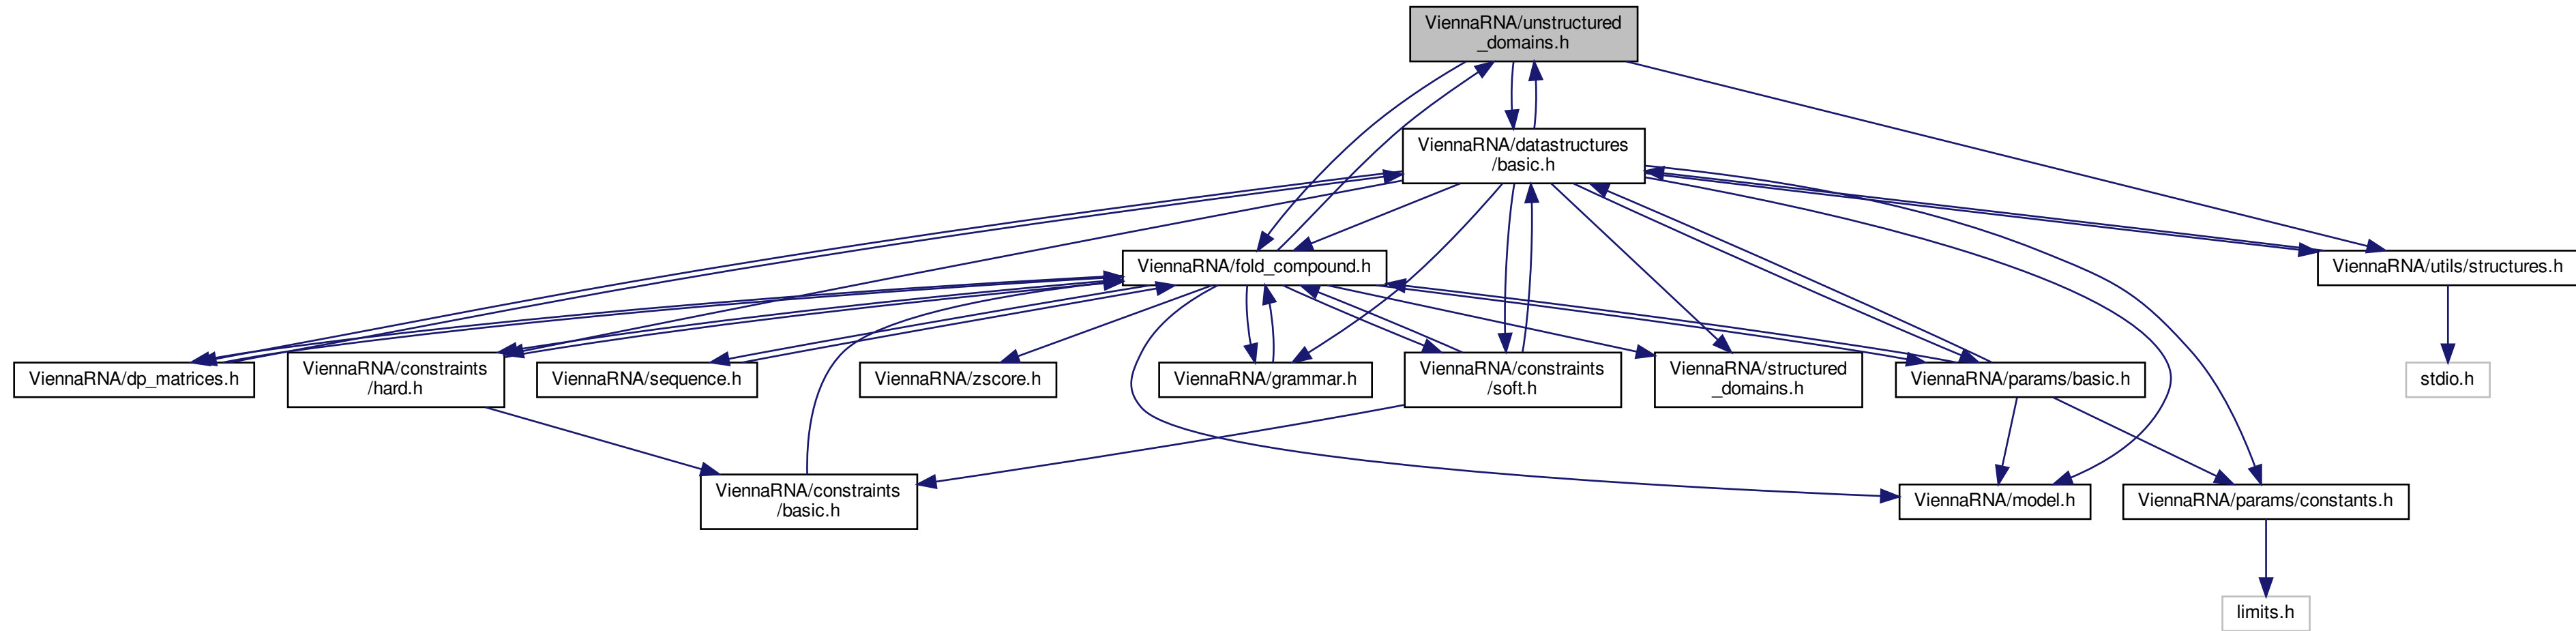 ViennaRNA/unstructured
_domains.h
ViennaRNA/datastructures
/basic.h
ViennaRNA/fold_compound.h
ViennaRNA/utils/structures.h
ViennaRNA/dp_matrices.h
ViennaRNA/constraints
/hard.h
ViennaRNA/sequence.h
ViennaRNA/zscore.h
ViennaRNA/grammar.h
ViennaRNA/constraints
/soft.h
ViennaRNA/structured
_domains.h
ViennaRNA/params/basic.h
stdio.h
ViennaRNA/constraints
/basic.h
ViennaRNA/model.h
ViennaRNA/params/constants.h
limits.h